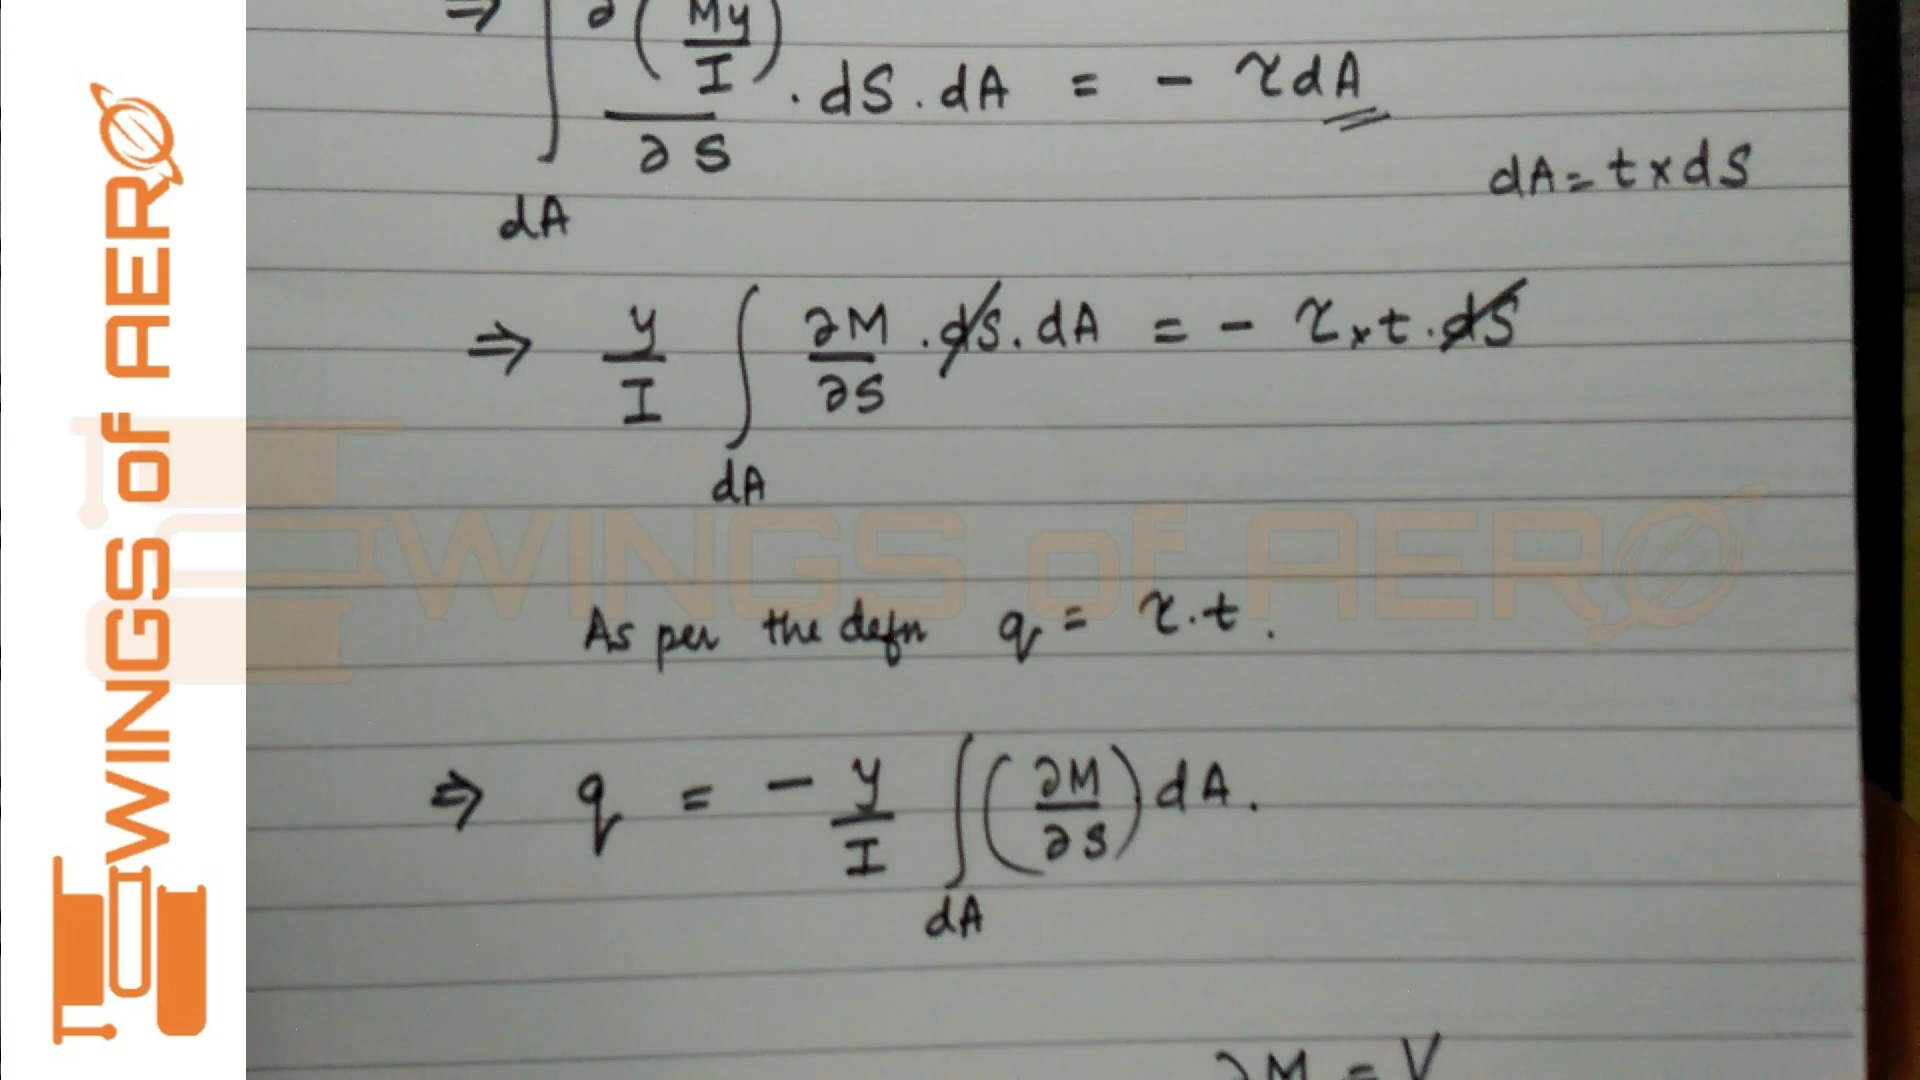 ⇒ ∫ ∂(My/I)/∂S . dS . dA = - τdA
dA
dA = t x dS
⇒ y/I ∫ ∂M/∂S . dS . dA = - τ x t . dS
dA
As per the defn q = τ.t .
⇒ q = - y/I ∫ (∂M/∂S) dA .
dA
∂M = V
WINGS of AERO
WINGS of AERO